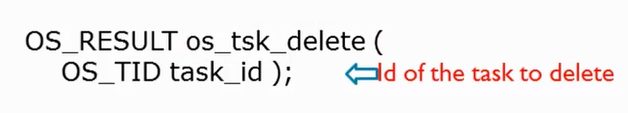 OS_RESULT os_tsk_delete (
OS_TID task_id ); Id of the task to delete